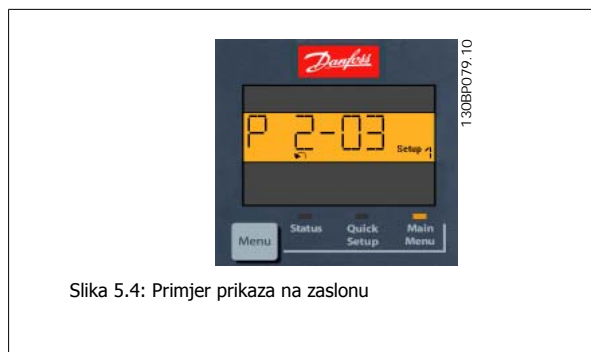 Danfoss
130BP079.10
P 2-03
Setup 1
Status Quick Setup Main Menu
Menu
Slika 5.4: Primjer prikaza na zaslonu